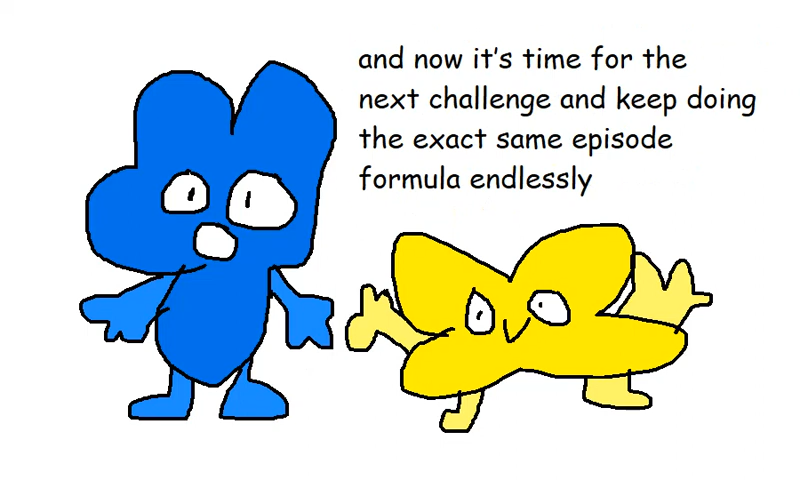 and now it's time for the
next challenge and keep doing
the exact same episode
formula endlessly